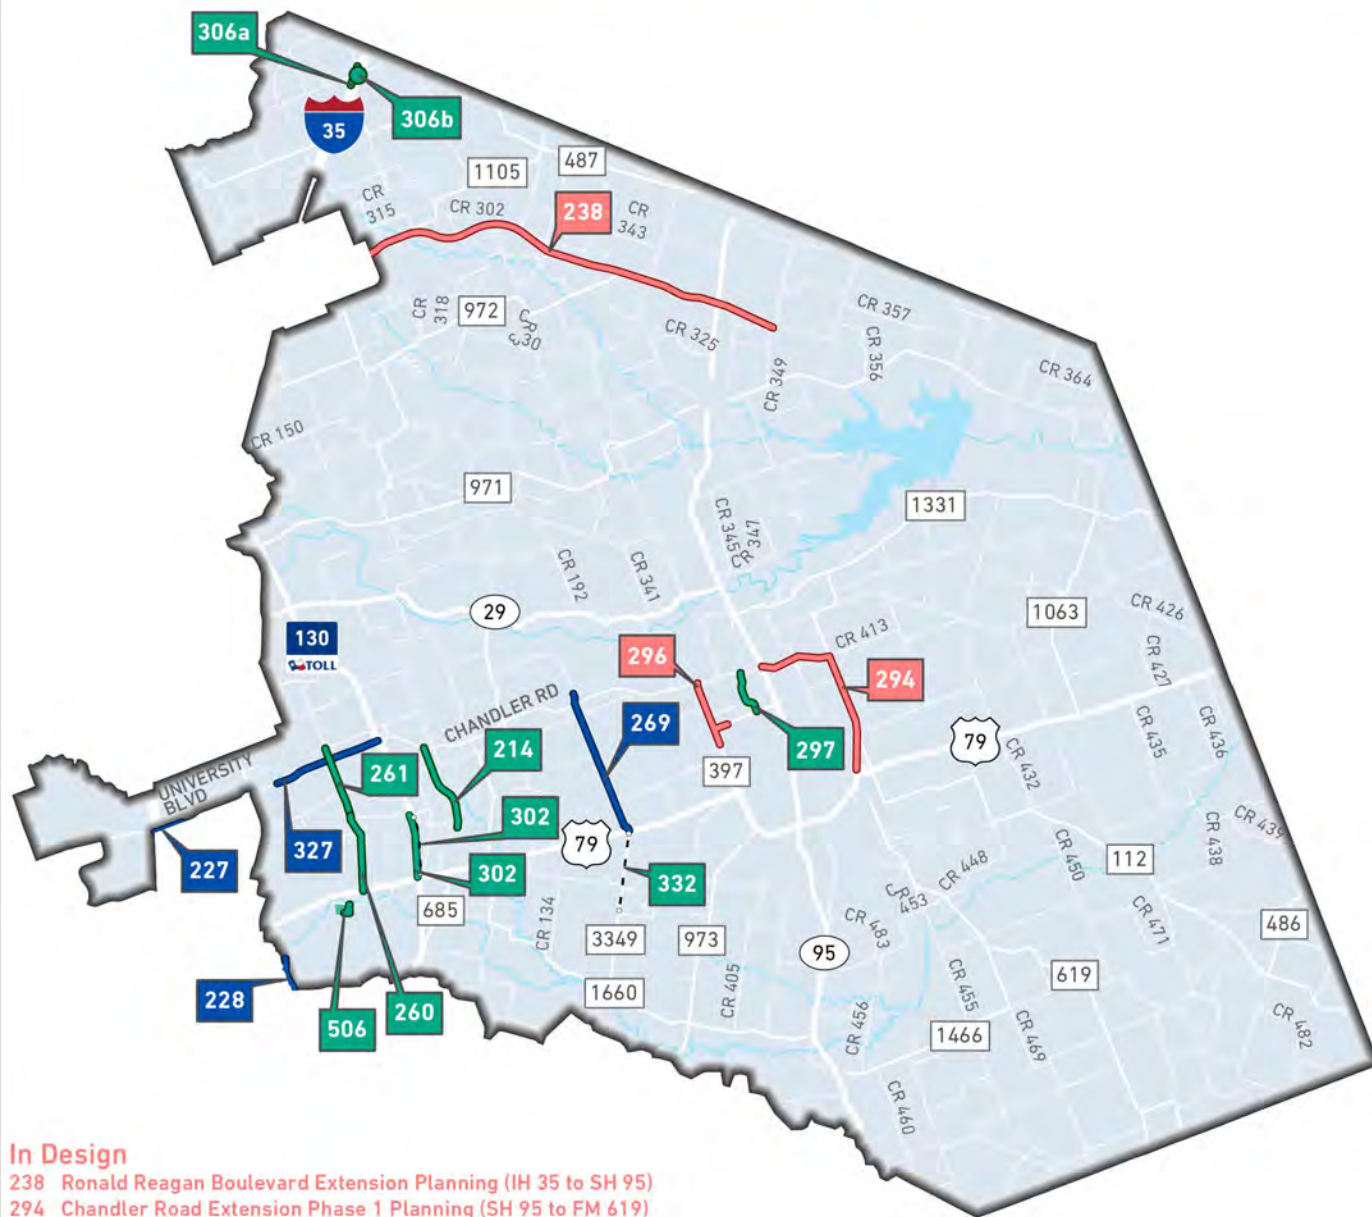 306a
306b
35
1105
487
CR
315
CR 302
238
CR
343
CR
318
972
CR
330
CR 325
CR 357
CR 356
CR 349
CR 364
CR 150
971
1331
CR 345
CR 347
CR 192
CR 341
29
1063
CR 426
CR 427
130
TOLL
296
CR 413
294
CHANDLER RD
269
297
79
CR 435
CR 436
CR 432
UNIVERSITY
BLVD
261
214
397
302
79
327
227
302
332
112
CR 438
CR 439
CR 450
CR 448
CR
453
685
CR 134
3349
973
CR 483
95
CR 471
486
228
506
260
1660
CR 405
CR 455
619
CR 456
1466
CR 469
CR 482
CR 460
In Design
238 Ronald Reagan Boulevard Extension Planning (IH 35 to SH 95)
294 Chandler Road Extension Phase 1 Planning (SH 95 to FM 619)